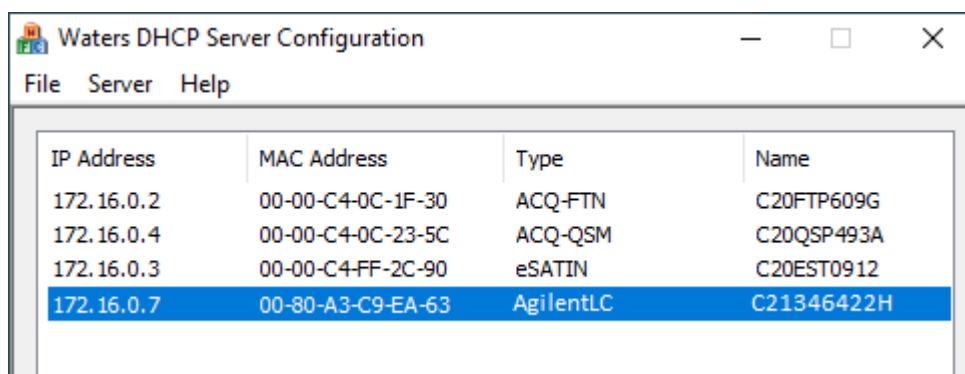 Waters DHCP Server Configuration
File Server Help
IP Address MAC Address Type Name
172.16.0.2 00-00-C4-0C-1F-30 ACQ-FTN C20FTP609G
172.16.0.4 00-00-C4-0C-23-5C ACQ-QSM C20QSP493A
172.16.0.3 00-00-C4-FF-2C-90 eSATIN C20EST0912
172.16.0.7 00-80-A3-C9-EA-63 AgilentLC C21346422H